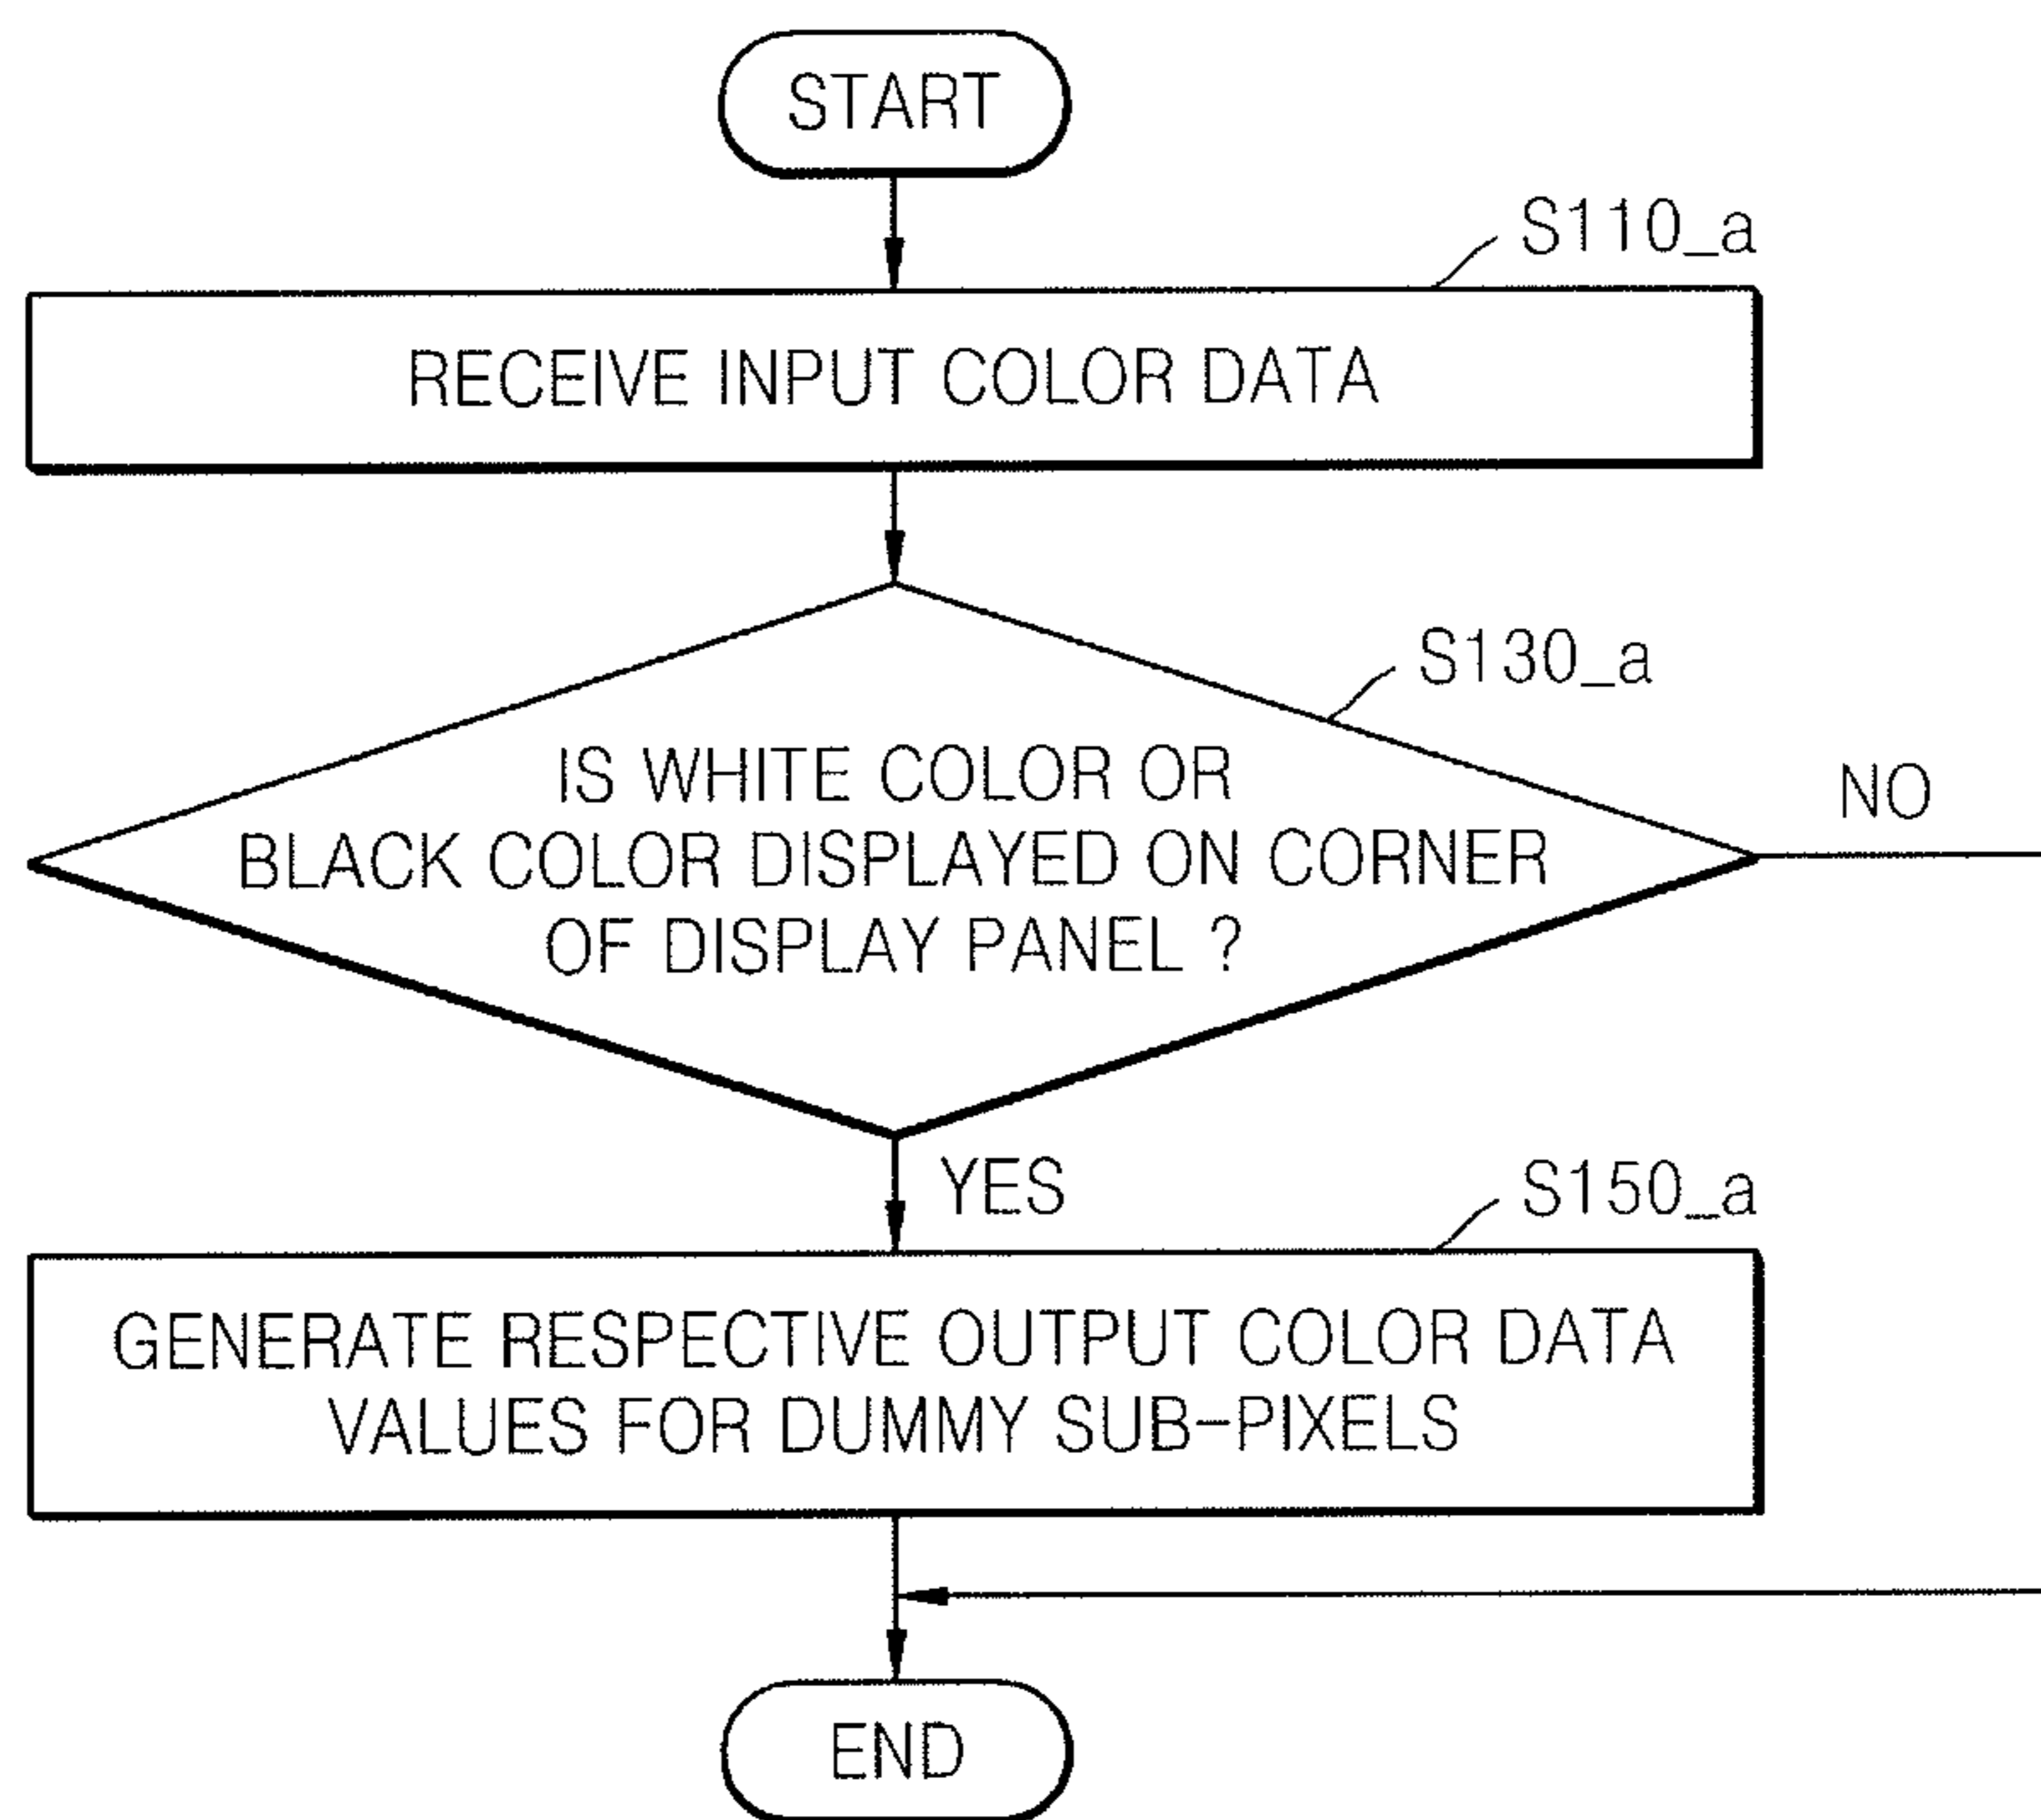 START
S110_a
RECEIVE INPUT COLOR DATA
S130_a
IS WHITE COLOR OR
BLACK COLOR DISPLAYED ON CORNER
OF DISPLAY PANEL ?
NO
YES
S150_a
GENERATE RESPECTIVE OUTPUT COLOR DATA
VALUES FOR DUMMY SUB-PIXELS
END